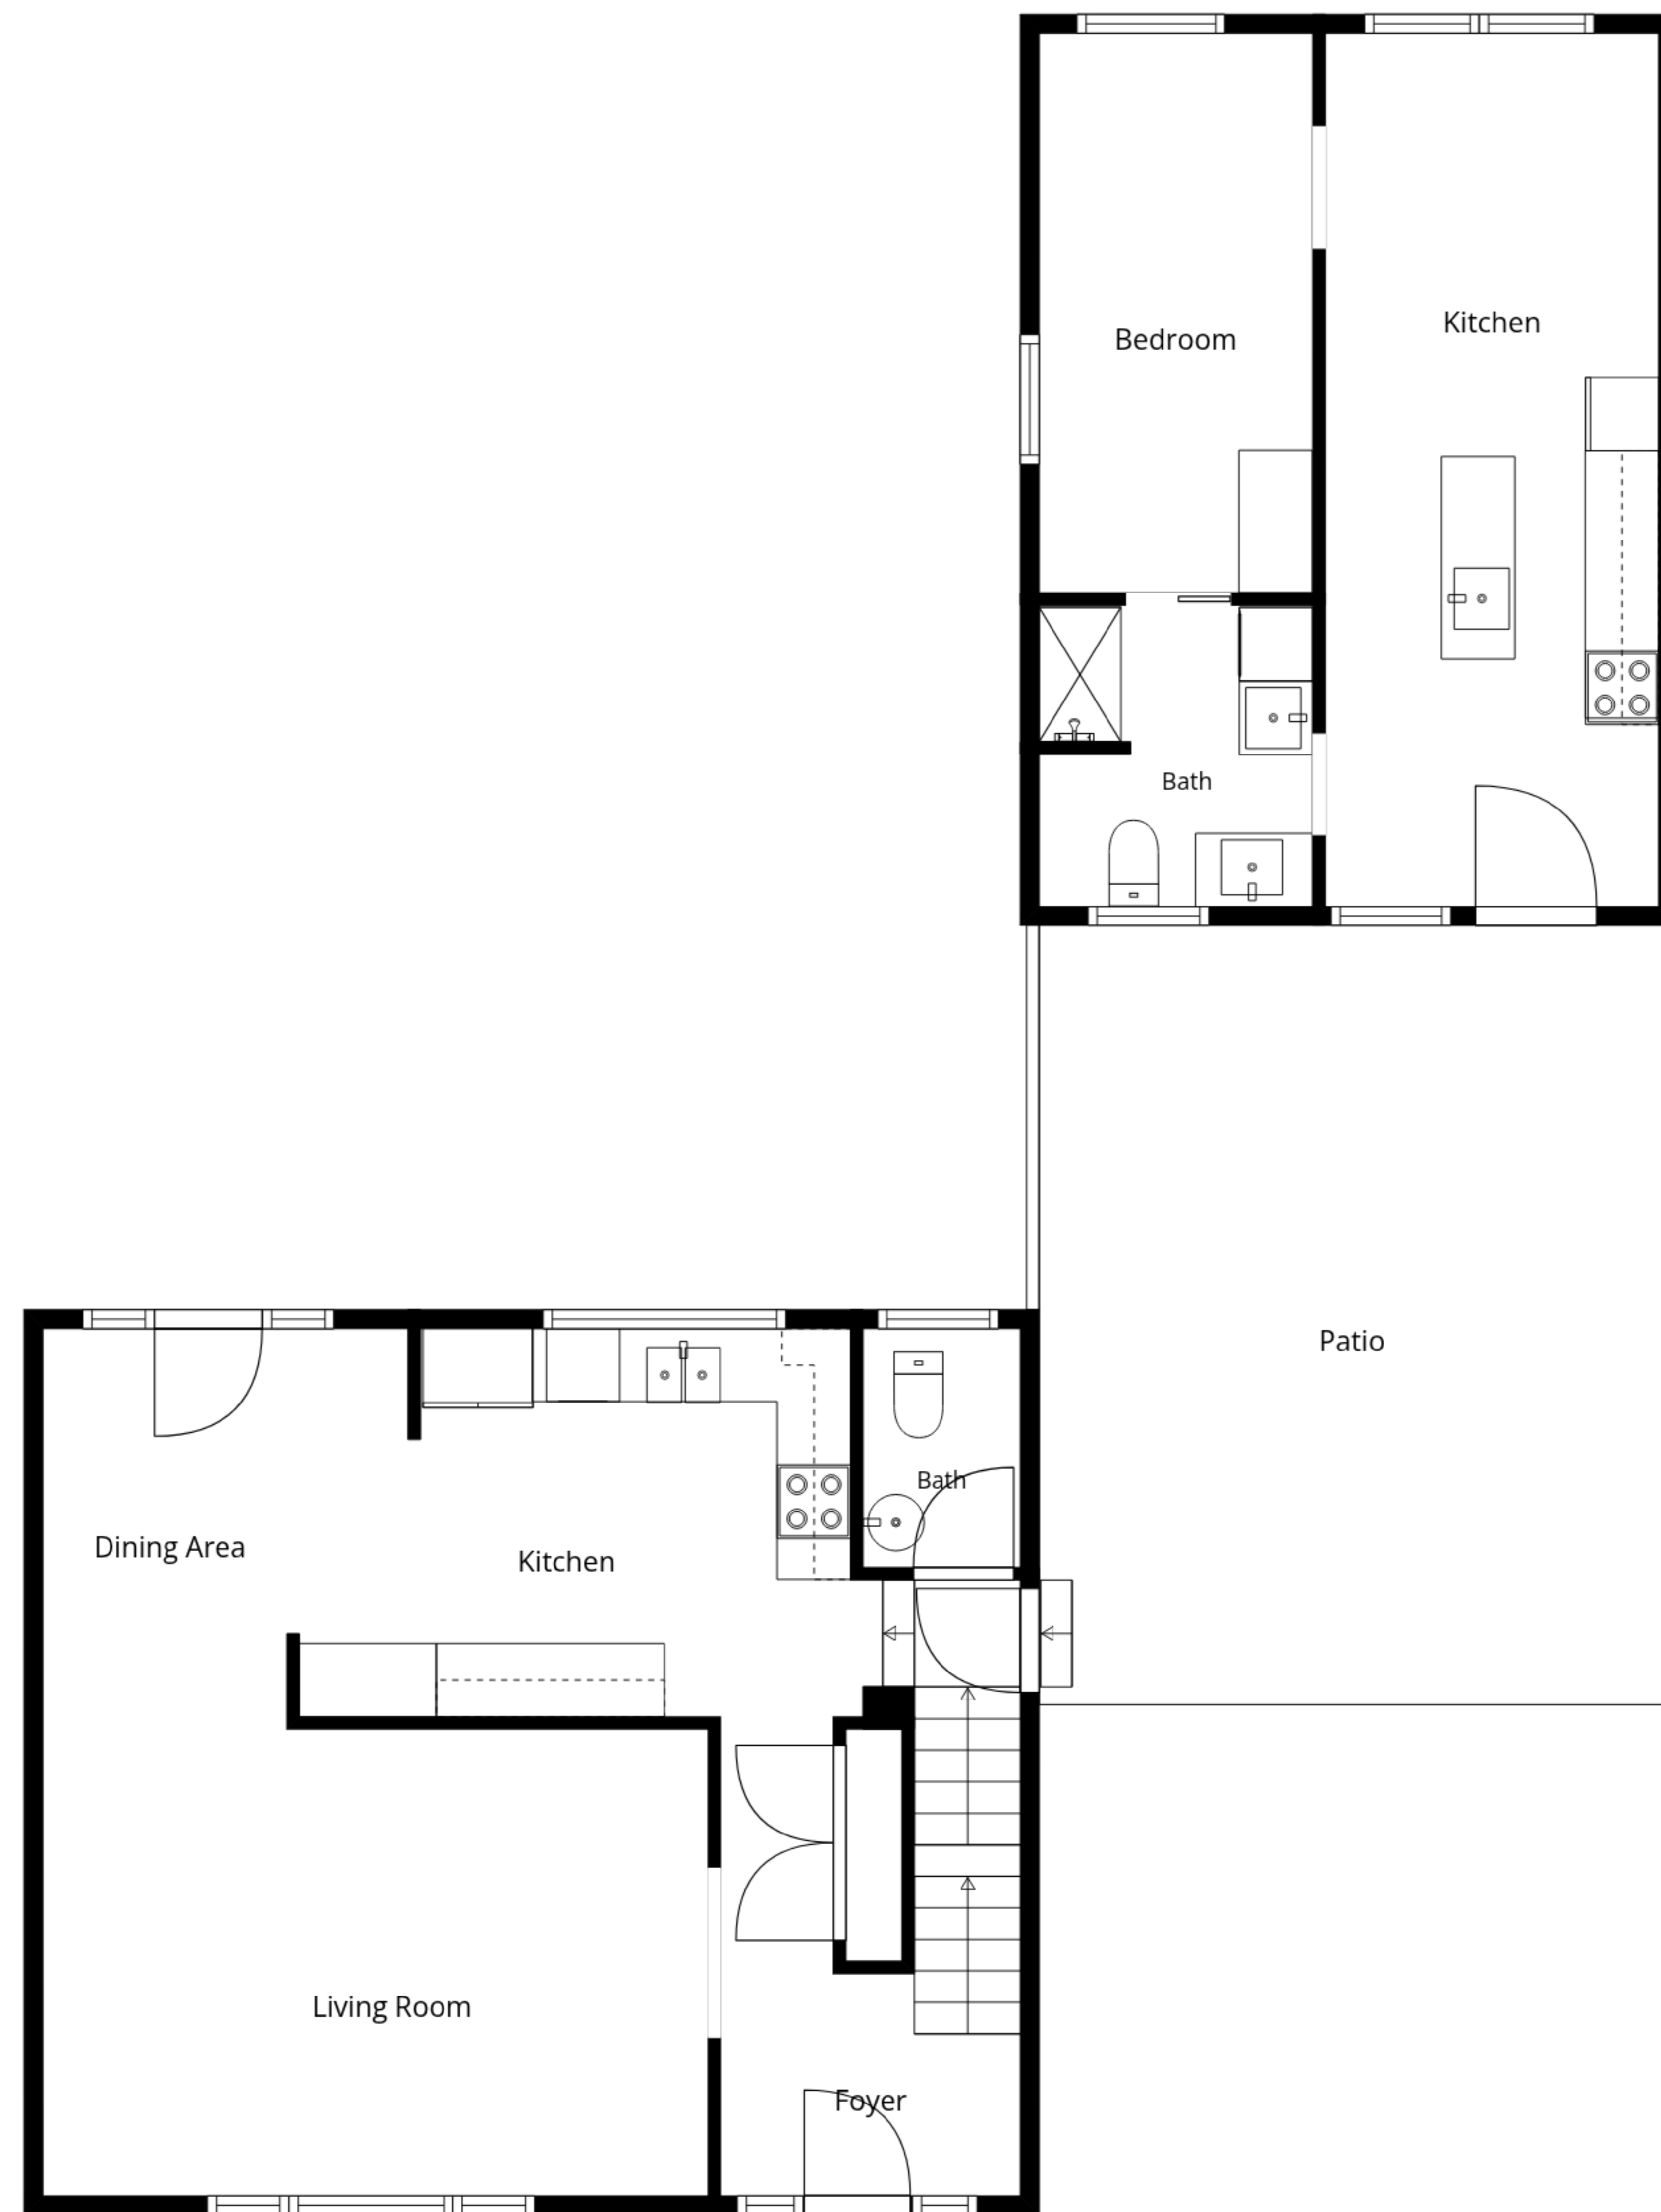 Kitchen
Bedroom
Bath
Patio
Bath
Dining Area
Kitchen
Living Room
Foyer